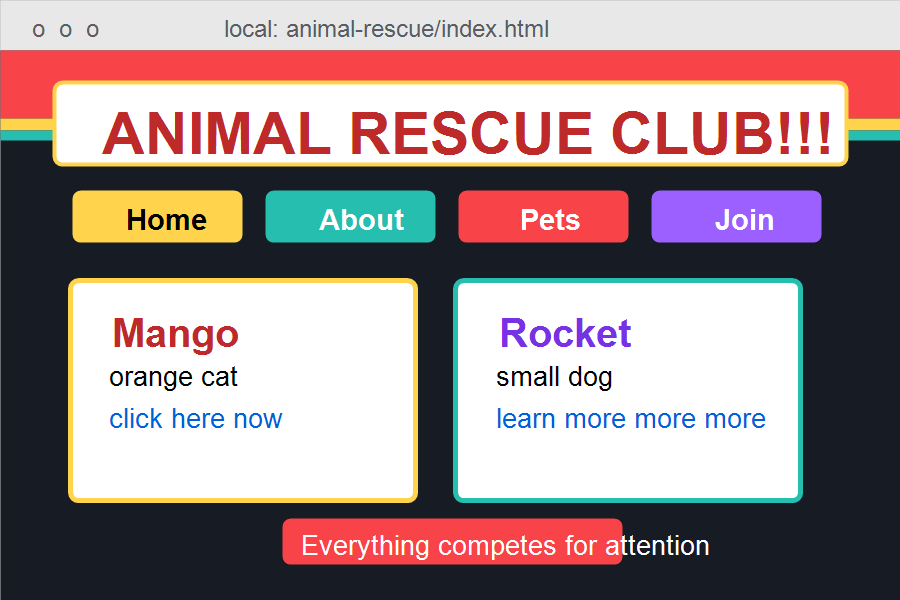 o o o local: animal-rescue/index.html
ANIMAL RESCUE CLUB!!!
Home About Pets Join
Mango
orange cat
click here now
Rocket
small dog
learn more more more
Everything competes for attention